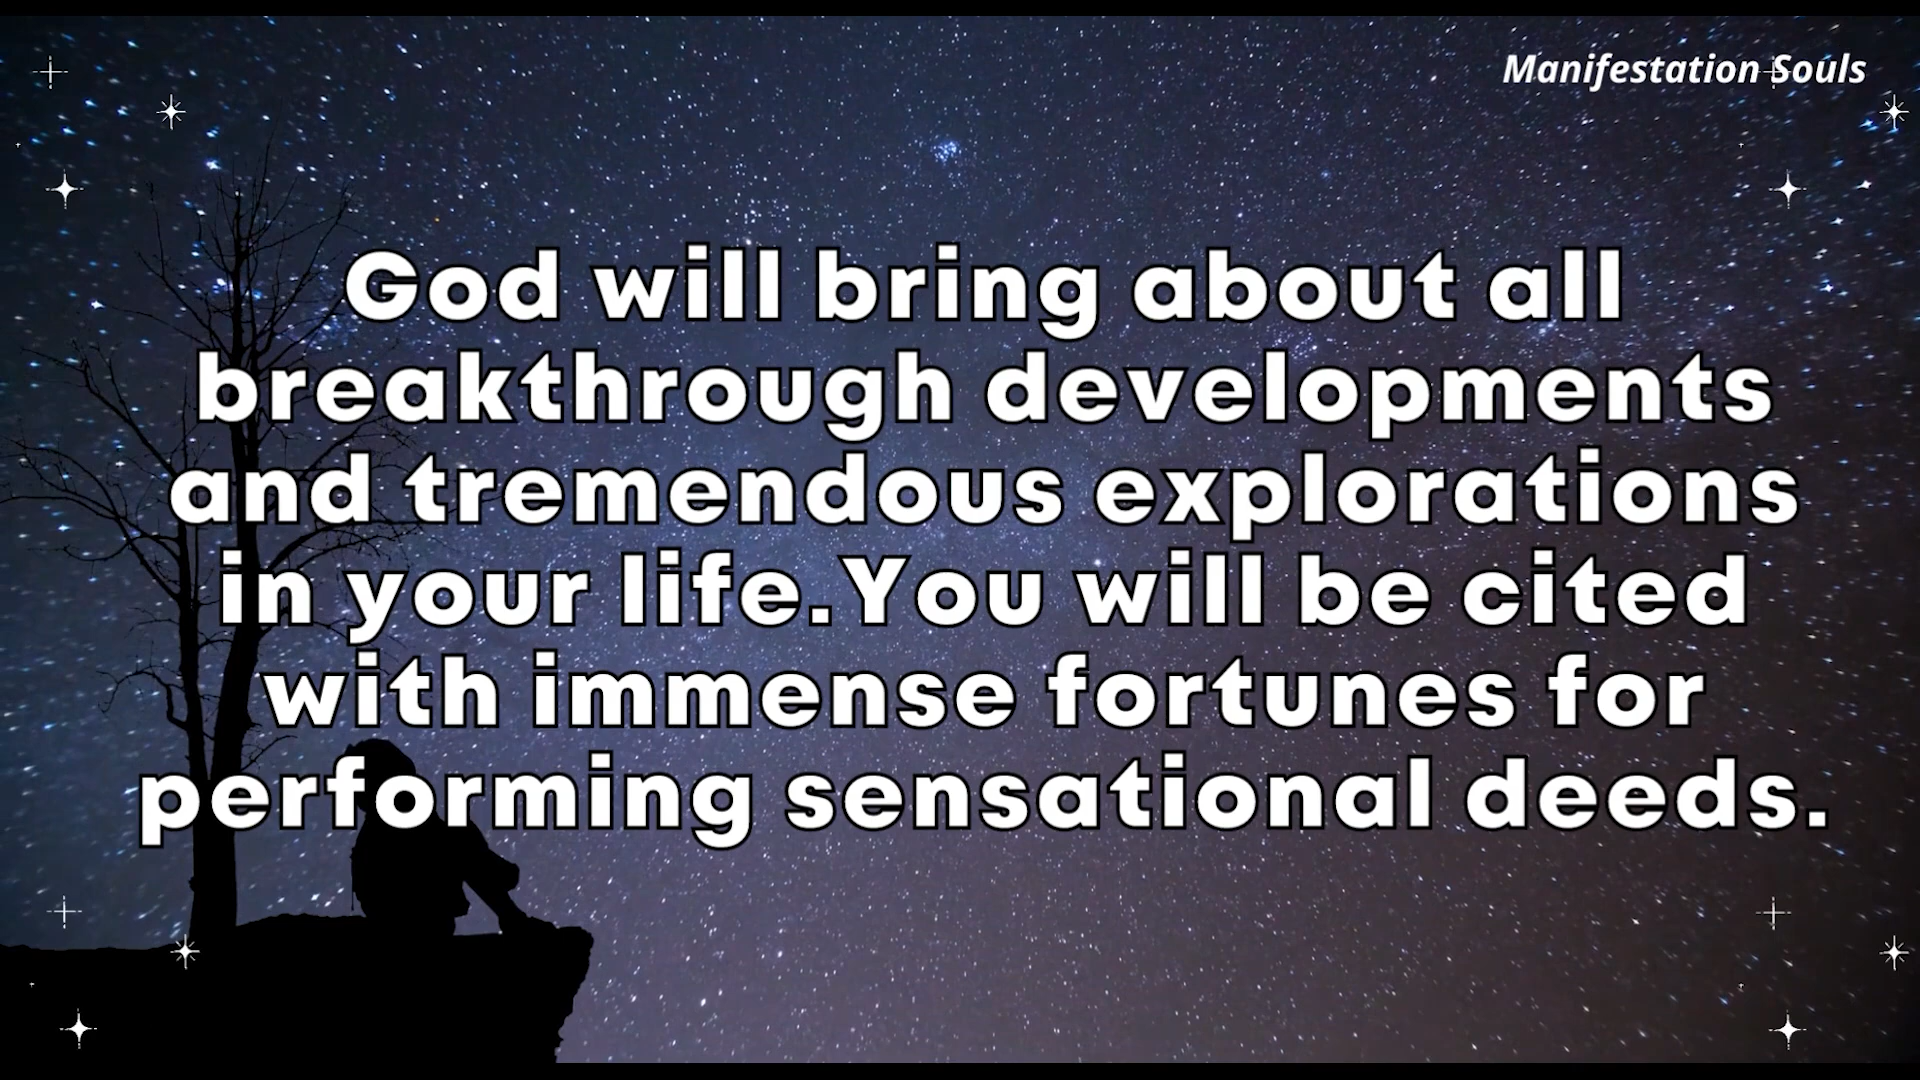 Manifestation Souls
God will bring about all
breakthrough developments
and tremendous explorations
in your life.You will be cited
with immense fortunes for
performing sensational deeds.